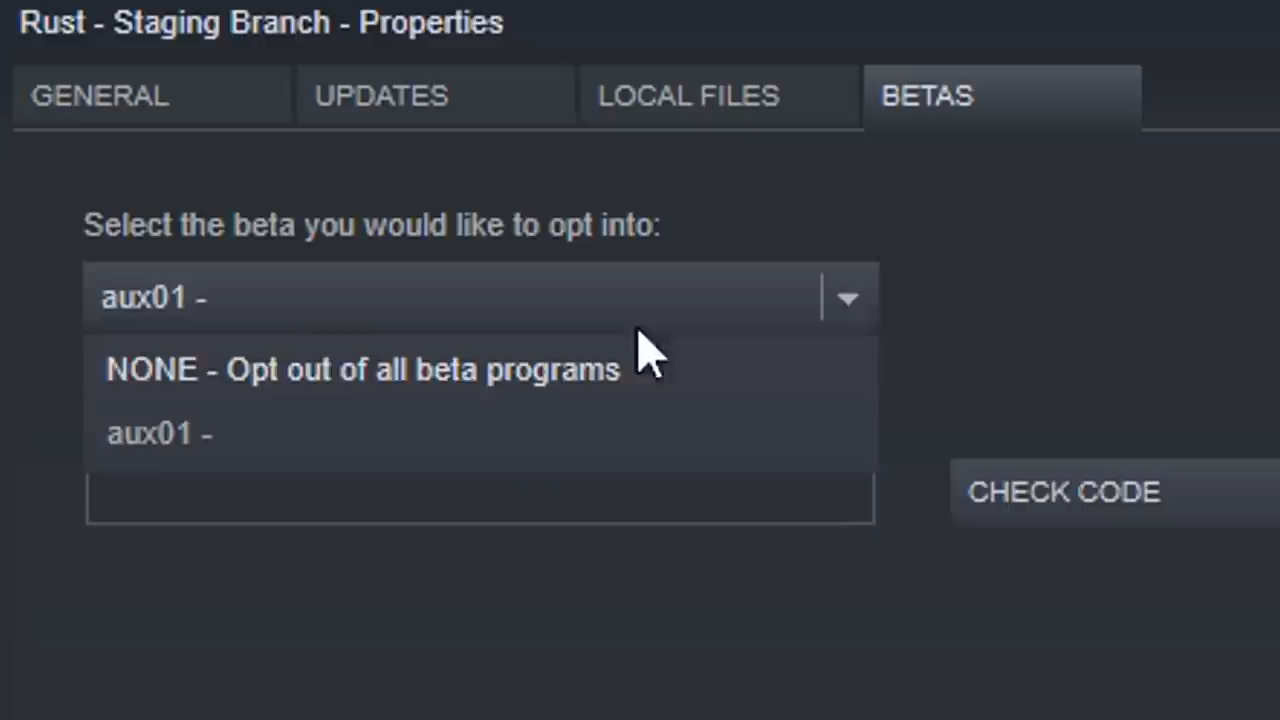 Rust - Staging Branch - Properties
GENERAL UPDATES LOCAL FILES BETAS
Select the beta you would like to opt into:
aux01 -
NONE - Opt out of all beta programs
aux01 -
CHECK CODE